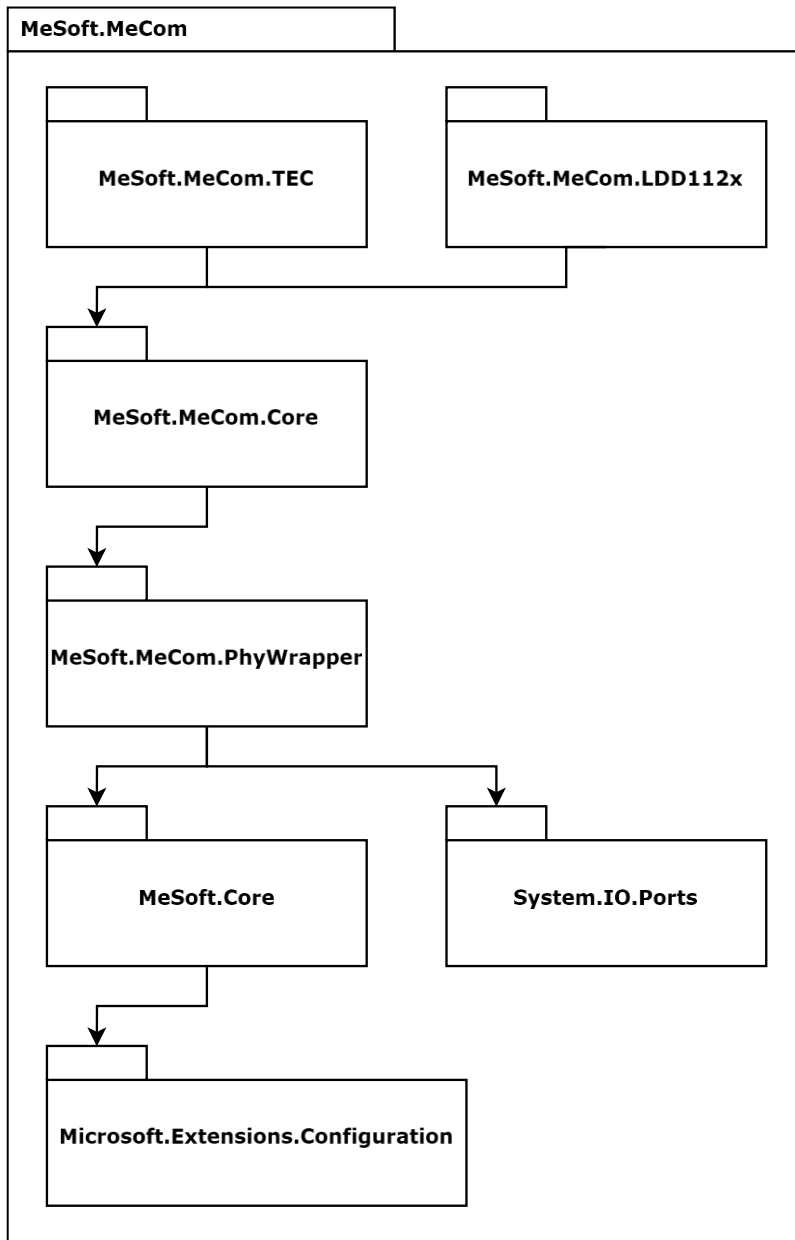 MeSoft.MeCom
MeSoft.MeCom.TEC
MeSoft.MeCom.LDD112x
MeSoft.MeCom.Core
MeSoft.MeCom.PhyWrapper
MeSoft.Core
System.IO.Ports
Microsoft.Extensions.Configuration